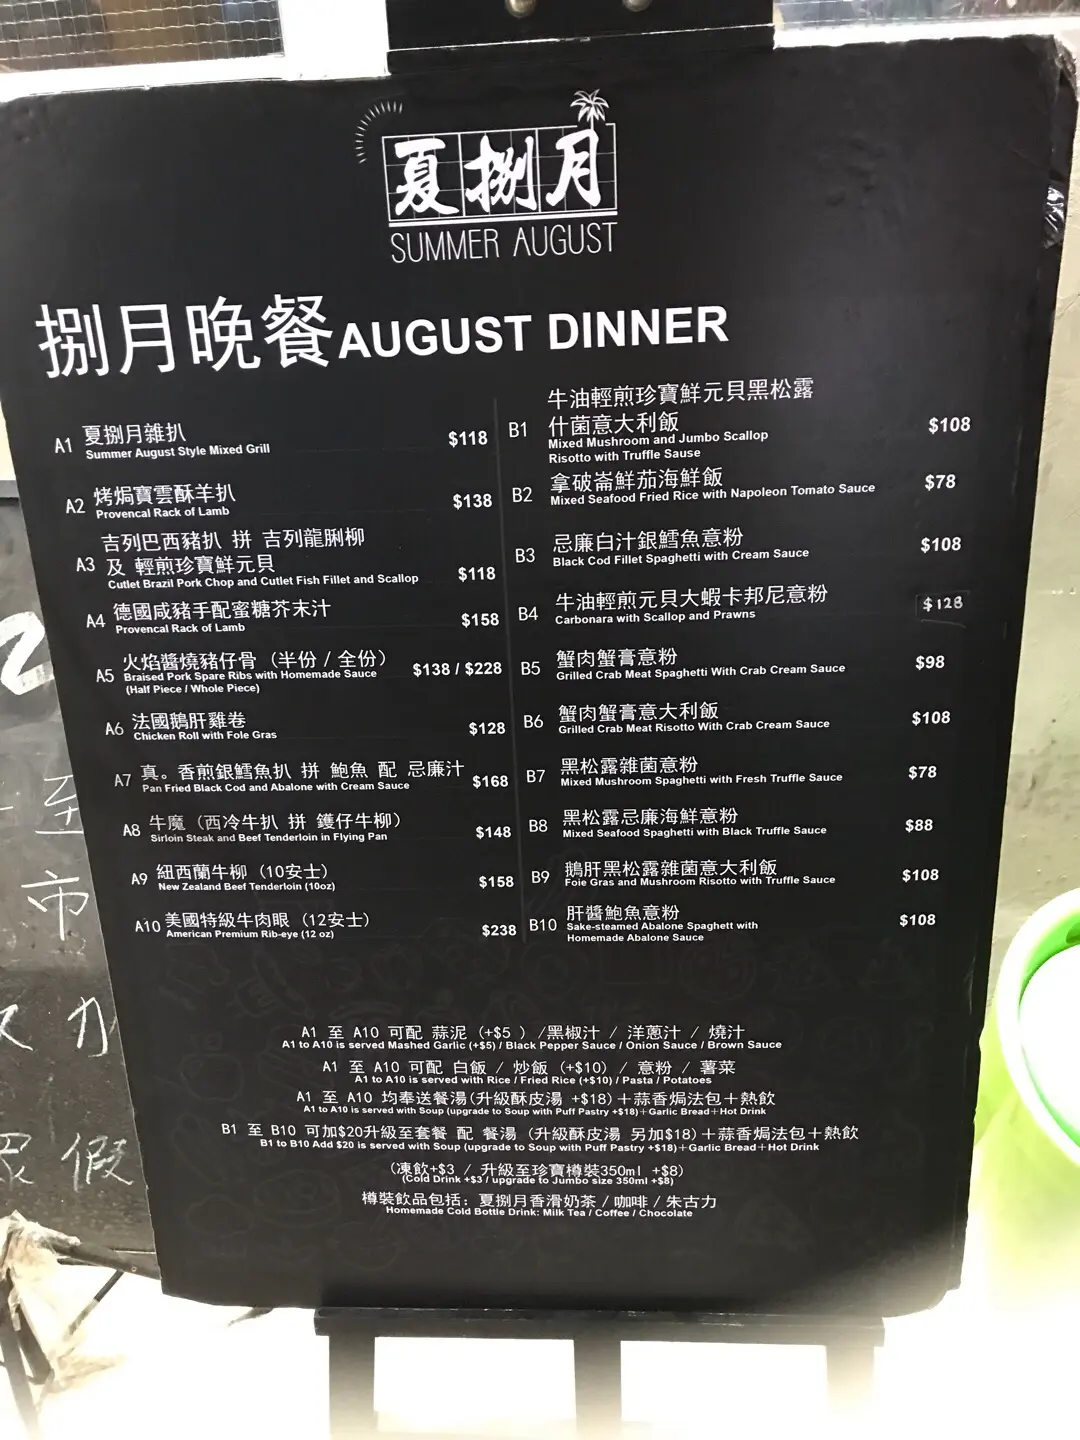 夏捌月
SUMMER AUGUST
捌月晚餐AUGUST DINNER
A1 夏捌月雜扒 $118
Summer August Style Mixed Grill
A2 烤焗寶雲酥羊扒 $138
Provencal Rack of Lamb
吉列巴西豬扒 拼 吉列龍脷柳
A3 及 輕煎珍寶鮮元貝 $118
Cutlet Brazil Pork Chop and Cutlet Fish Fillet and Scallop
A4 德國咸豬手配蜜糖芥末汁 $158
Provencal Rack of Lamb
A5 火焰醬燒豬仔骨（半份 / 全份） $138 / $228
Braised Pork Spare Ribs with Homemade Sauce
(Half Piece / Whole Piece)
A6 法國鵝肝雞卷 $128
Chicken Roll with Fole Gras
A7 真。香煎銀鱈魚扒 拼 鮑魚 配 忌廉汁 $168
Pan Fried Black Cod and Abalone with Cream Sauce
A8 牛魔（西冷牛扒 拼 鑊仔牛柳） $148
Sirloin Steak and Beef Tenderloin in Flying Pan
A9 紐西蘭牛柳（10安士） $158
New Zealand Beef Tenderloin (10oz)
A10 美國特級牛肉眼（12安士） $238
American Premium Rib-eye (12 oz)
牛油輕煎珍寶鮮元貝黑松露
B1 什菌意大利飯 $108
Mixed Mushroom and Jumbo Scallop
Risotto with Truffle Sause
B2 拿破崙鮮茄海鮮飯 $78
Mixed Seafood Fried Rice with Napoleon Tomato Sauce
B3 忌廉白汁銀鱈魚意粉 $108
Black Cod Fillet Spaghetti with Cream Sauce
B4 牛油輕煎元貝大蝦卡邦尼意粉 $128
Carbonara with Scallop and Prawns
B5 蟹肉蟹膏意粉 $98
Grilled Crab Meat Spaghetti With Crab Cream Sauce
B6 蟹肉蟹膏意大利飯 $108
Grilled Crab Meat Risotto With Crab Cream Sauce
B7 黑松露雜菌意粉 $78
Mixed Mushroom Spaghetti with Fresh Truffle Sauce
B8 黑松露忌廉海鮮意粉 $88
Mixed Seafood Spaghetti with Black Truffle Sauce
B9 鵝肝黑松露雜菌意大利飯 $108
Foie Gras and Mushroom Risotto with Truffle Sauce
B10 肝醬鮑魚意粉 $108
Sake-steamed Abalone Spaghett with
Homemade Abalone Sauce
A1 至 A10 可配 蒜泥（+$5 ）/黑椒汁 / 洋蔥汁 / 燒汁
A1 to A10 is served Mashed Garlic (+$5) / Black Pepper Sauce / Onion Sauce / Brown Sauce
A1 至 A10 可配 白飯 / 炒飯（+$10）/ 意粉 / 薯菜
A1 to A10 is served with Rice / Fried Rice (+$10) / Pasta / Potatoes
A1 至 A10 均奉送餐湯(升級酥皮湯 +$18)＋蒜香焗法包＋熱飲
A1 to A10 is served with Soup (upgrade to Soup with Puff Pastry +$18)＋Garlic Bread＋Hot Drink
B1 至 B10 可加$20升級至套餐 配 餐湯（升級酥皮湯 另加$18)＋蒜香焗法包＋熱飲
B1 to B10 Add $20 is served with Soup (upgrade to Soup with Puff Pastry +$18)＋Garlic Bread＋Hot Drink
（凍飲+$3 / 升級至珍寶樽裝350ml +$8）
(Cold Drink +$3 / upgrade to Jumbo size 350ml +$8)
樽裝飲品包括：夏捌月香滑奶茶 / 咖啡 / 朱古力
Homemade Cold Bottle Drink: Milk Tea / Coffee / Chocolate
至
市
力
假